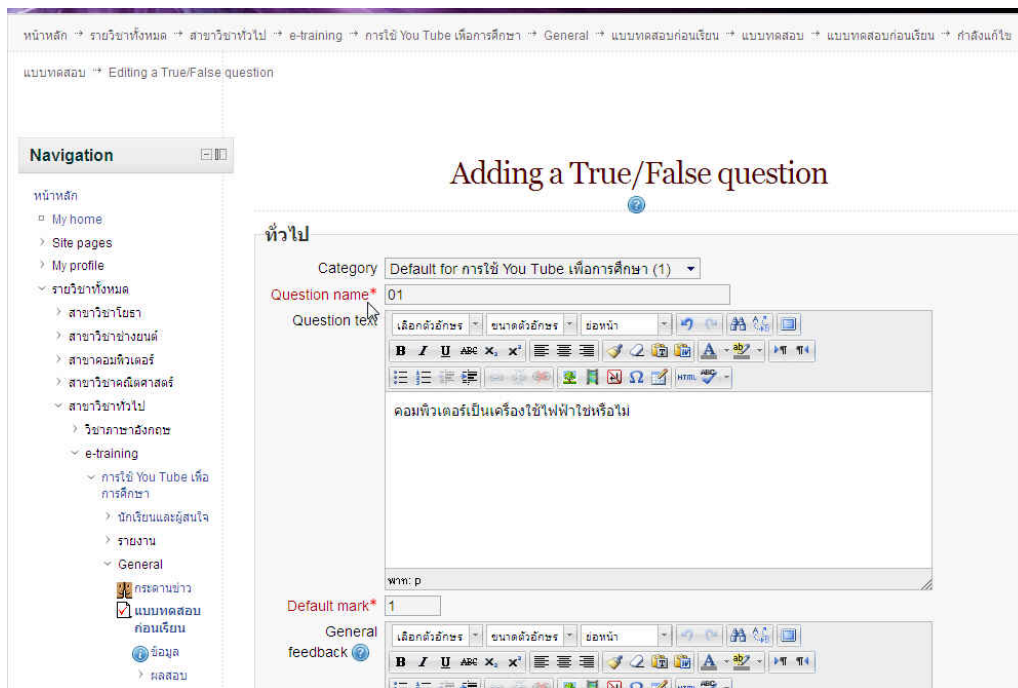 หน้าหลัก → รายวิชาทั้งหมด → สาขาวิชาทั่วไป → e-training → การใช้ You Tube เพื่อการศึกษา → General → แบบทดสอบก่อนเรียน → แบบทดสอบ → แบบทดสอบก่อนเรียน → กำลังแก้ไข
แบบทดสอบ → Editing a True/False question
Navigation
หน้าหลัก
My home
Site pages
My profile
รายวิชาทั้งหมด
สาขาวิชาโยธา
สาขาวิชาช่างยนต์
สาขาคอมพิวเตอร์
สาขาวิชาคณิตศาสตร์
สาขาวิชาทั่วไป
วิชาภาษาอังกฤษ
e-training
การใช้ You Tube เพื่อ
การศึกษา
นักเรียนและผู้สนใจ
รายงาน
General
กระดานข่าว
แบบทดสอบ
ก่อนเรียน
ข้อมูล
ผลสอบ
Adding a True/False question
ทั่วไป
Category Default for การใช้ You Tube เพื่อการศึกษา (1)
Question name* 01
Question text เลือกตัวอักษร ขนาดตัวอักษร ย่อหน้า
B I U ABC X₂ X² A ab
Ω HTML ABC
คอมพิวเตอร์เป็นเครื่องใช้ไฟฟ้าใช่หรือไม่
พาท: p
Default mark* 1
General
feedback เลือกตัวอักษร ขนาดตัวอักษร ย่อหน้า
B I U ABC X₂ X² A ab